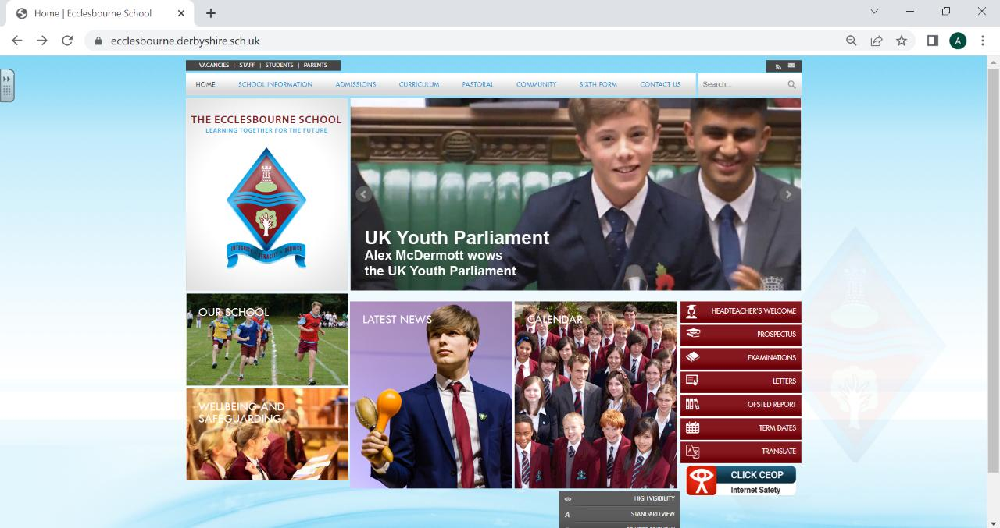 Home | Ecclesbourne School
ecclesbourne.derbyshire.sch.uk
A
VACANCIES | STAFF | STUDENTS | PARENTS
HOME SCHOOL INFORMATION ADMISSIONS CURRICULUM PASTORAL COMMUNITY SIXTH FORM CONTACT US Search...
THE ECCLESBOURNE SCHOOL
LEARNING TOGETHER FOR THE FUTURE
INTEGRITY • TENACITY • SERVICE
UK Youth Parliament
Alex McDermott wows
the UK Youth Parliament
OUR SCHOOL
WELLBEING AND
SAFEGUARDING
LATEST NEWS
CALENDAR
HEADTEACHER'S WELCOME
PROSPECTUS
EXAMINATIONS
LETTERS
OFSTED REPORT
TERM DATES
TRANSLATE
CLICK CEOP
Internet Safety
HIGH VISIBILITY
A STANDARD VIEW